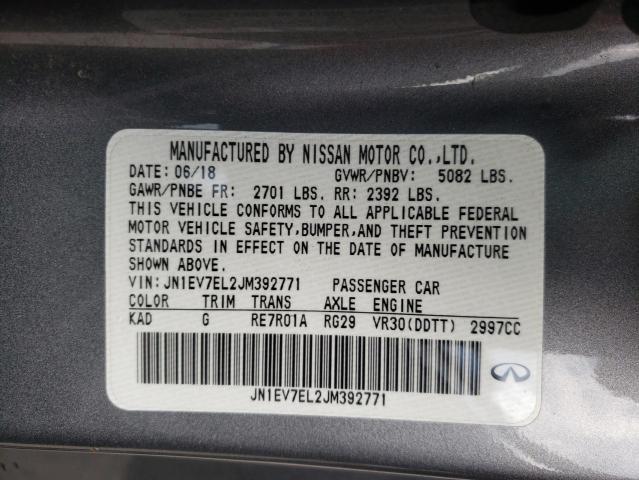 MANUFACTURED BY NISSAN MOTOR CO.,LTD.
DATE: 06/18 GVWR/PNBV: 5082 LBS.
GAWR/PNBE FR: 2701 LBS. RR: 2392 LBS.
THIS VEHICLE CONFORMS TO ALL APPLICABLE FEDERAL
MOTOR VEHICLE SAFETY,BUMPER,AND THEFT PREVENTION
STANDARDS IN EFFECT ON THE DATE OF MANUFACTURE
SHOWN ABOVE.
VIN:JN1EV7EL2JM392771 PASSENGER CAR
COLOR TRIM TRANS AXLE ENGINE
KAD G RE7R01A RG29 VR30(DDTT) 2997CC
JN1EV7EL2JM392771